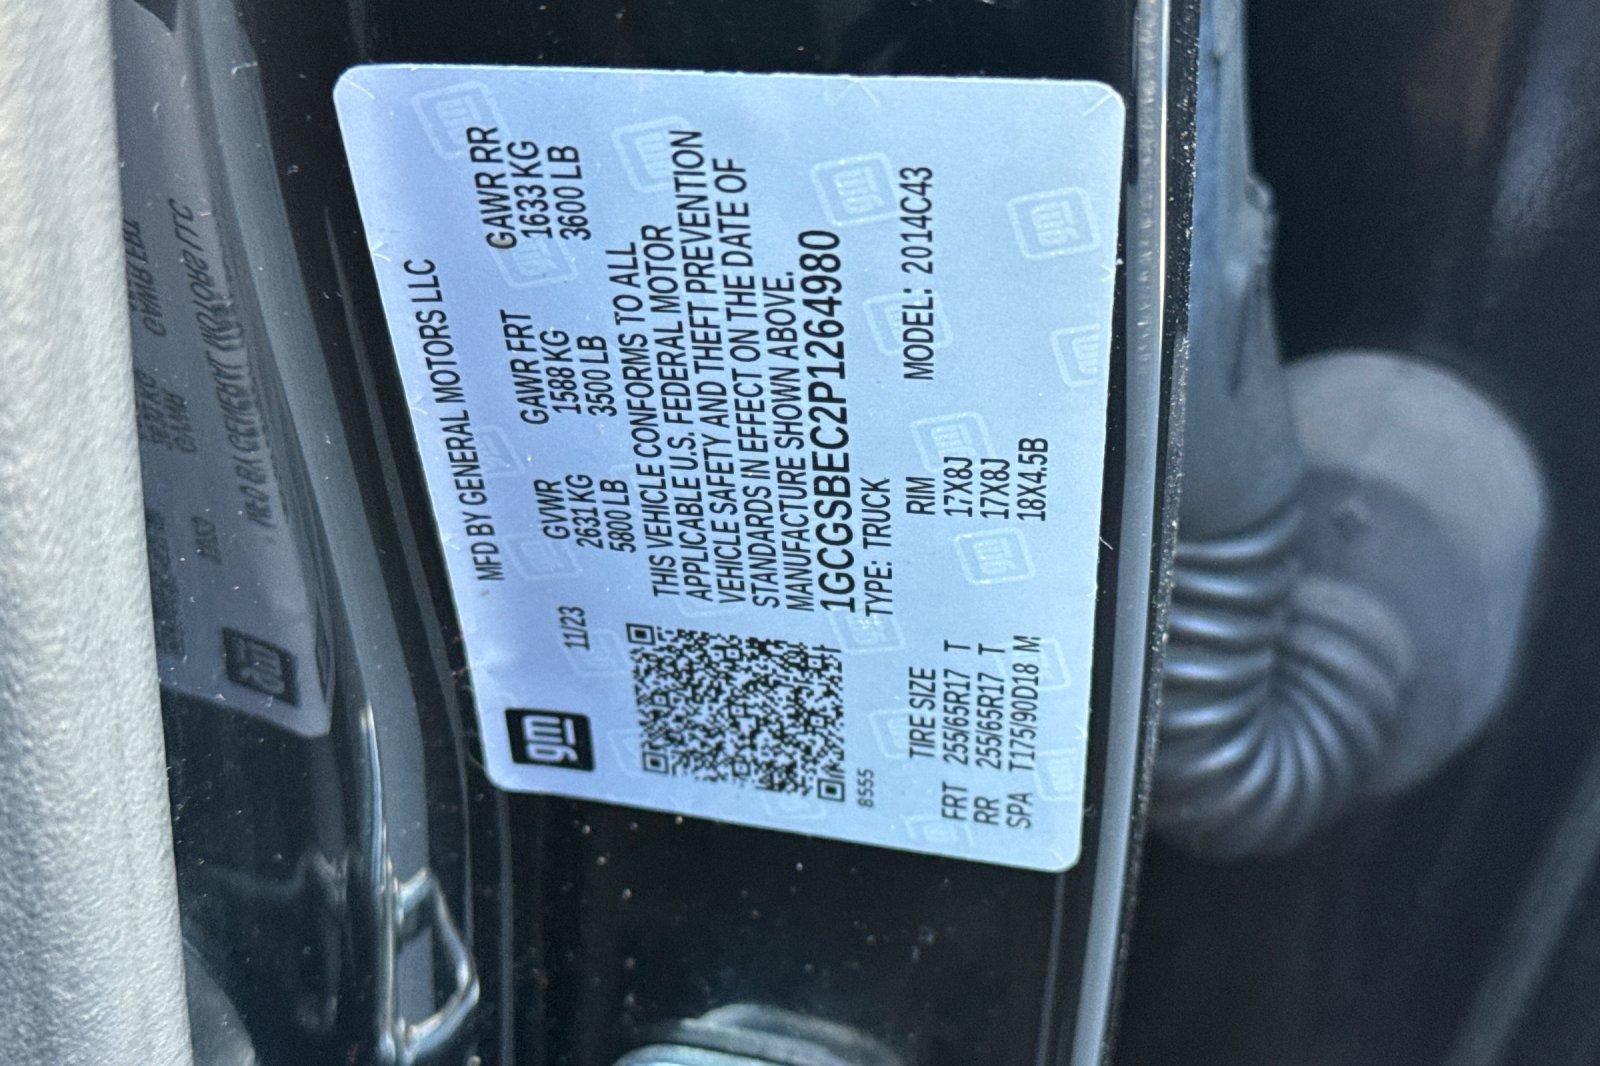 gm
MFD BY GENERAL MOTORS LLC
11/23
GVWR GAWR FRT GAWR RR
2631 KG 1588 KG 1633 KG
5800 LB 3500 LB 3600 LB
THIS VEHICLE CONFORMS TO ALL
APPLICABLE U.S. FEDERAL MOTOR
VEHICLE SAFETY AND THEFT PREVENTION
STANDARDS IN EFFECT ON THE DATE OF
MANUFACTURE SHOWN ABOVE.
1GCGSBEC2P1264980
TYPE: TRUCK MODEL: 2014C43
8555
TIRE SIZE RIM
FRT 255/65R17 T 17X8J
RR 255/65R17 T 17X8J
SPA T175/90D18 M 18X4.5B